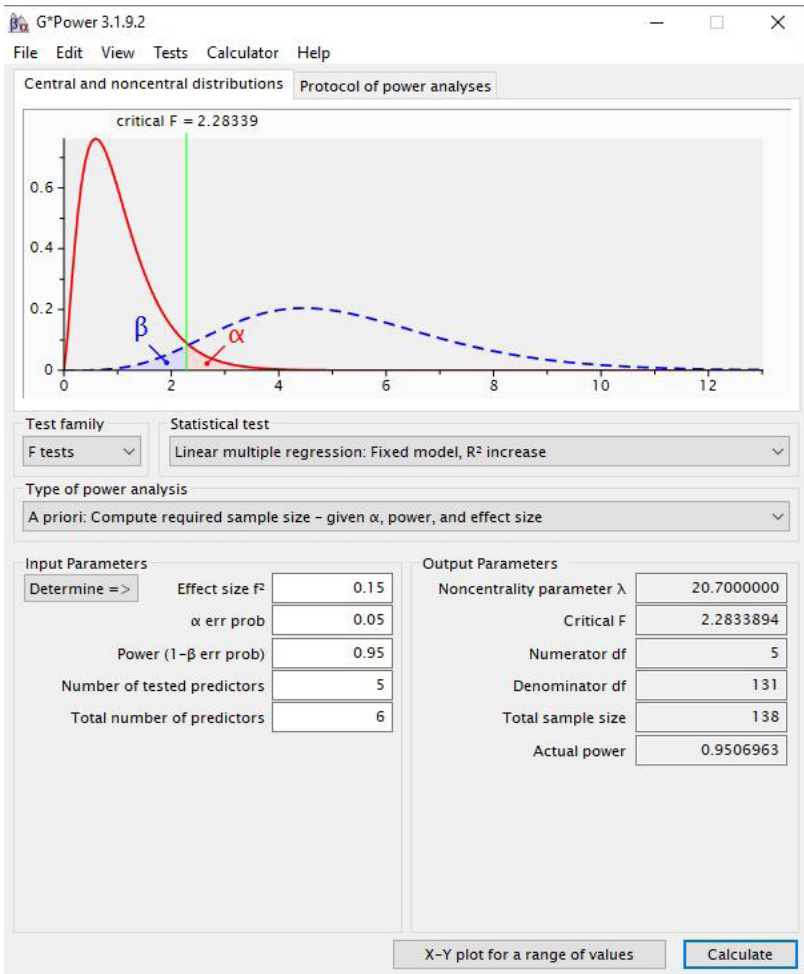 βα G*Power 3.1.9.2
File Edit View Tests Calculator Help
Central and noncentral distributions Protocol of power analyses
critical F = 2.28339
0.6
0.4
0.2
0
β
α
0 2 4 6 8 10 12
Test family Statistical test
F tests Linear multiple regression: Fixed model, R² increase
Type of power analysis
A priori: Compute required sample size – given α, power, and effect size
Input Parameters Output Parameters
Determine => Effect size f² 0.15 Noncentrality parameter λ 20.7000000
α err prob 0.05 Critical F 2.2833894
Power (1-β err prob) 0.95 Numerator df 5
Number of tested predictors 5 Denominator df 131
Total number of predictors 6 Total sample size 138
Actual power 0.9506963
X-Y plot for a range of values Calculate